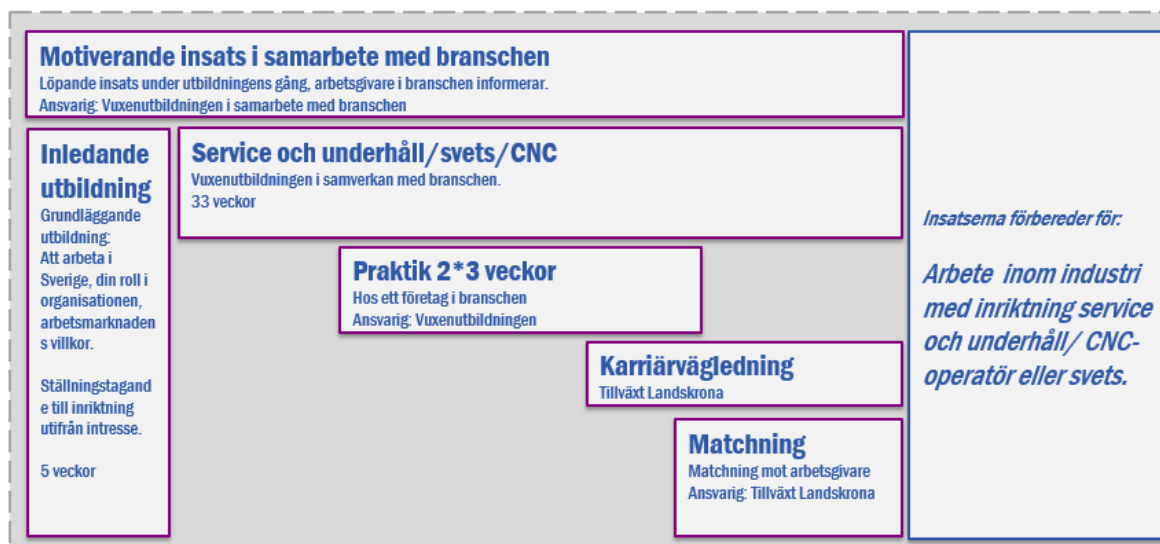 Motiverande insats i samarbete med branschen
Löpande insats under utbildningens gång, arbetsgivare i branschen informerar.
Ansvarig: Vuxenutbildningen i samarbete med branschen
Inledande
utbildning
Grundläggande
utbildning:
Att arbeta i
Sverige, din roll i
organisationen,
arbetsmarknaden
s villkor.
Ställningstagand
e till inriktning
utifrån intresse.
5 veckor
Service och underhåll/svets/CNC
Vuxenutbildningen i samverkan med branschen.
33 veckor
Praktik 2*3 veckor
Hos ett företag i branschen
Ansvarig: Vuxenutbildningen
Karriärvägledning
Tillväxt Landskrona
Matchning
Matchning mot arbetsgivare
Ansvarig: Tillväxt Landskrona
Insatserna förbereder för:
Arbete inom industri
med inriktning service
och underhåll/ CNC-
operatör eller svets.